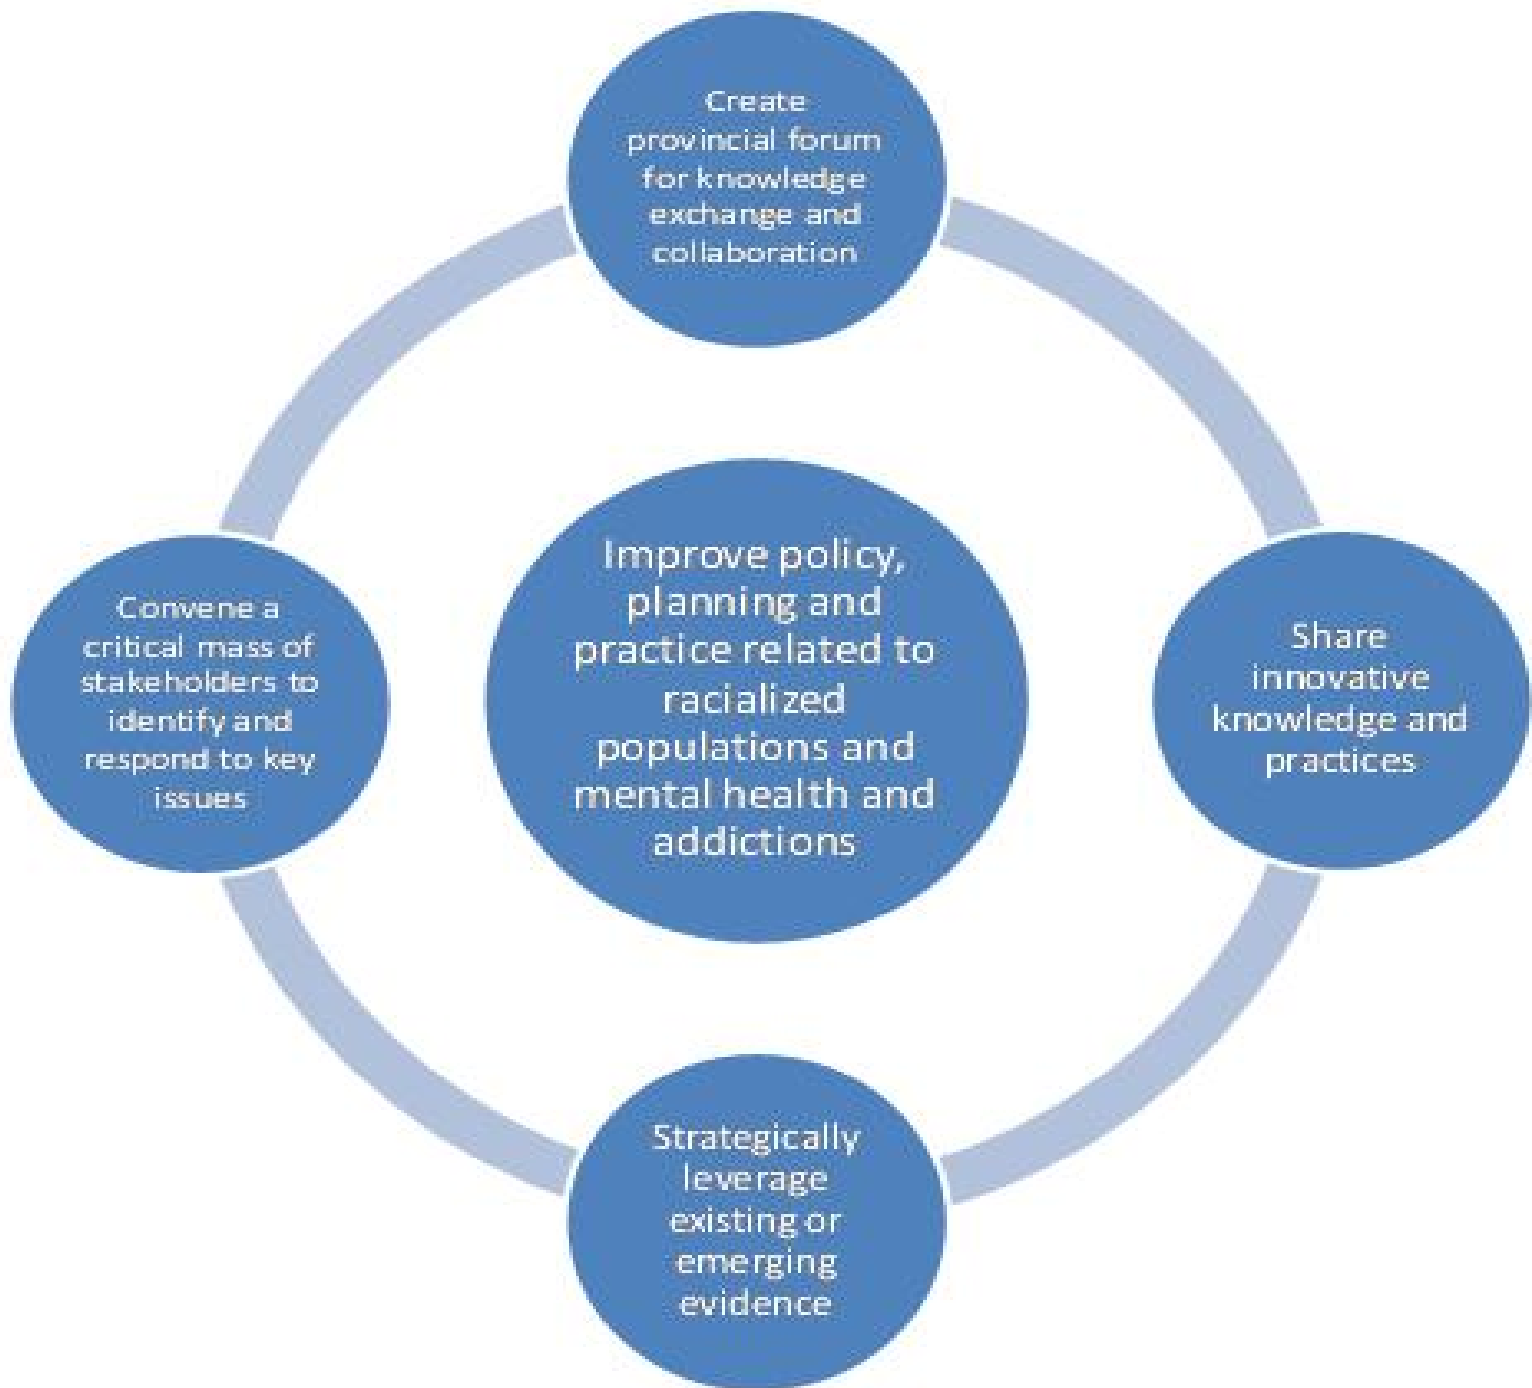 Create
provincial forum
for knowledge
exchange and
collaboration
Improve policy,
planning and
practice related to
racialized
populations and
mental health and
addictions
Convene a
critical mass of
stakeholders to
identify and
respond to key
issues
Share
innovative
knowledge and
practices
Strategically
leverage
existing or
emerging
evidence